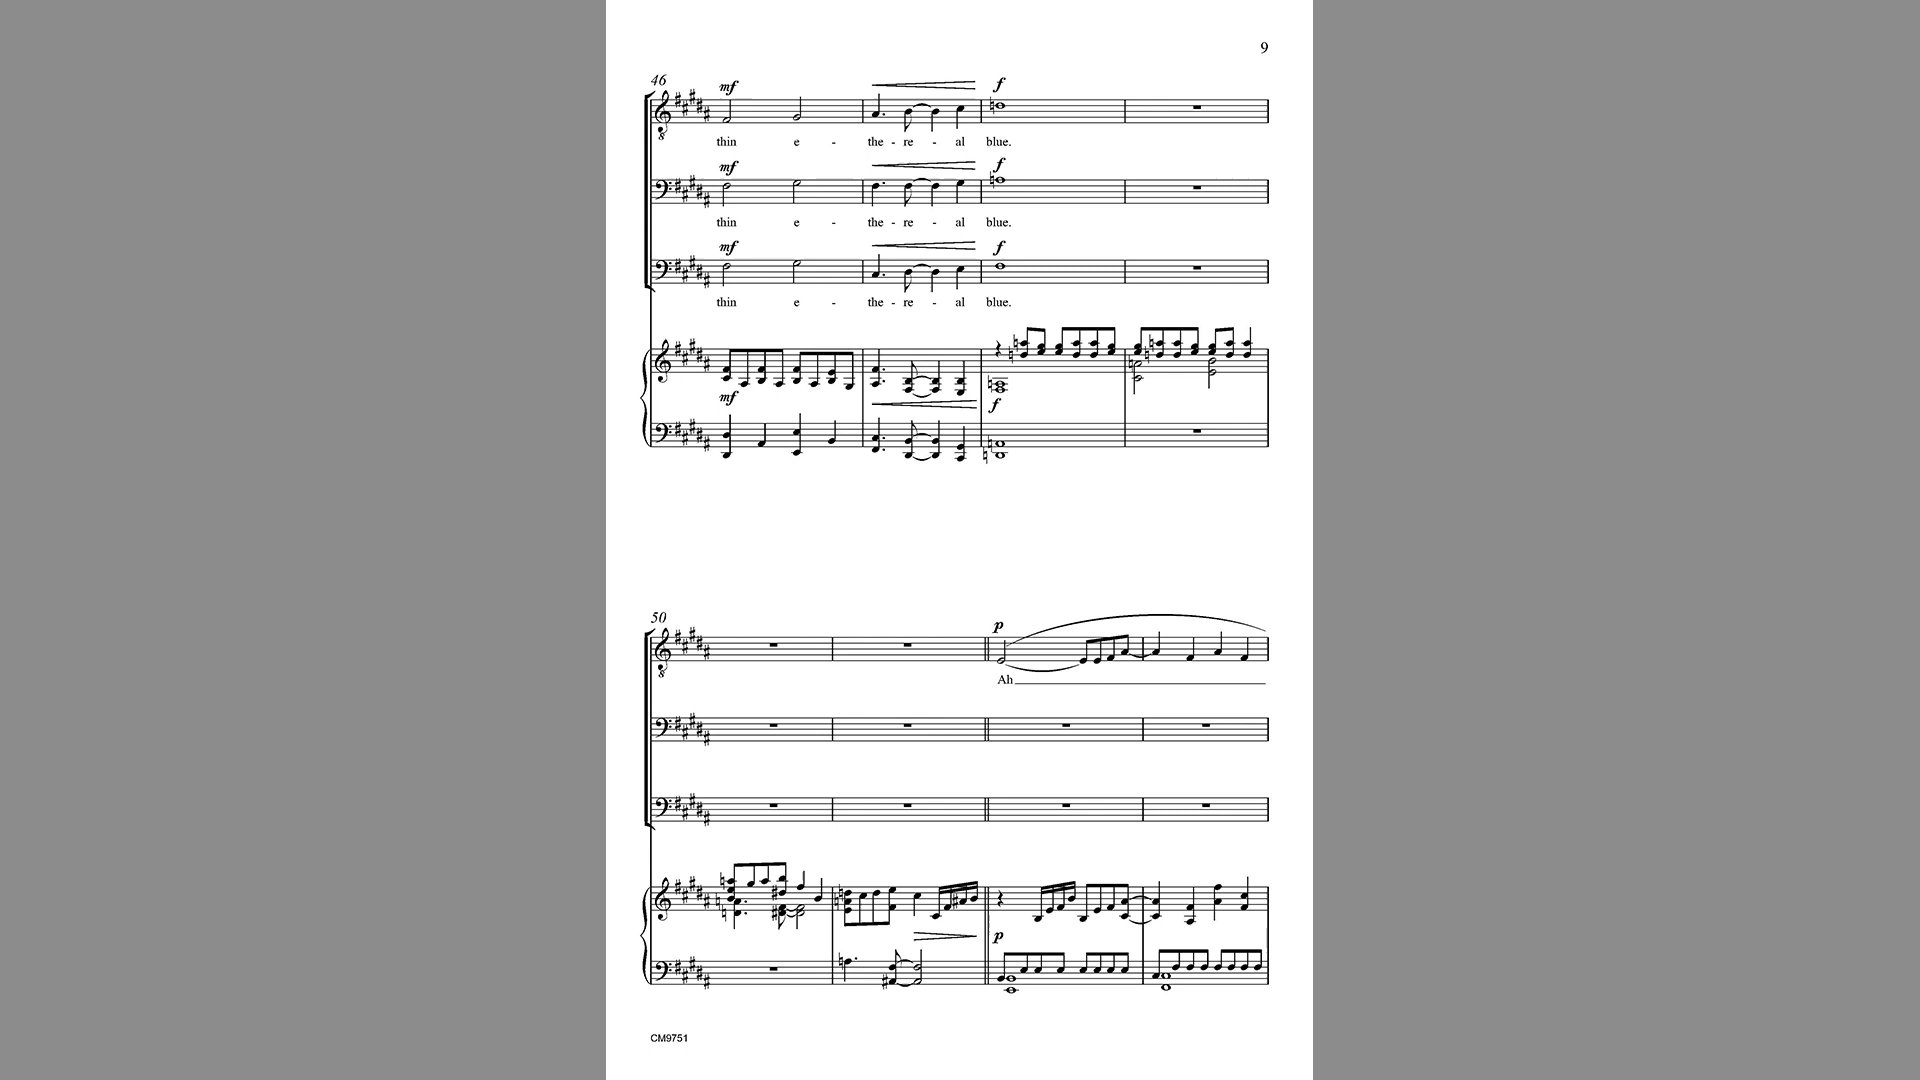 9
46
mf
thin e - the - re - al blue.
f
mf
thin e - the - re - al blue.
f
mf
thin e - the - re - al blue.
f
mf
f
50
p
Ah
p
CM9751